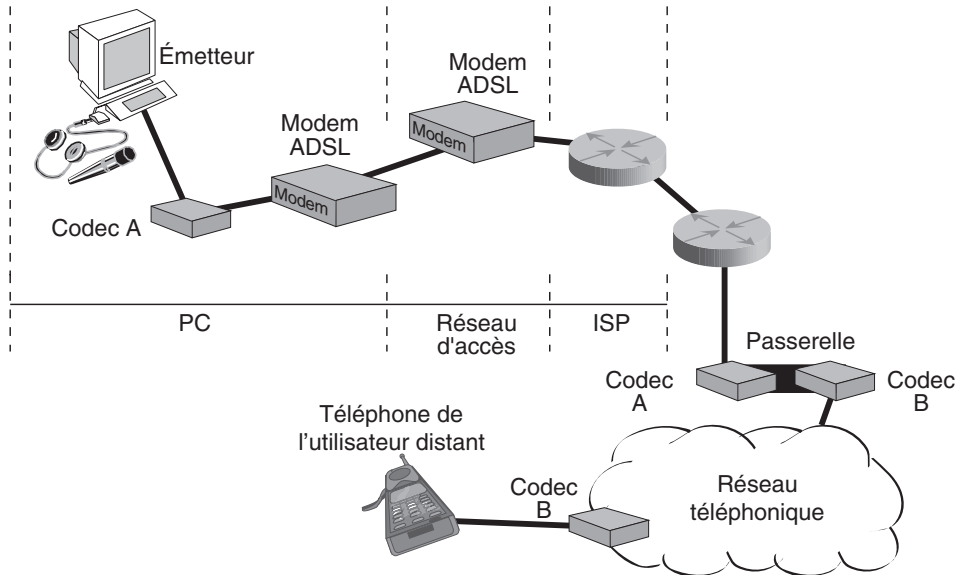 Émetteur
Modem
ADSL
Modem
Modem
ADSL
Modem
Codec A
PC
Réseau
d'accès
ISP
Passerelle
Codec
A
Codec
B
Téléphone de
l'utilisateur distant
Codec
B
Réseau
téléphonique